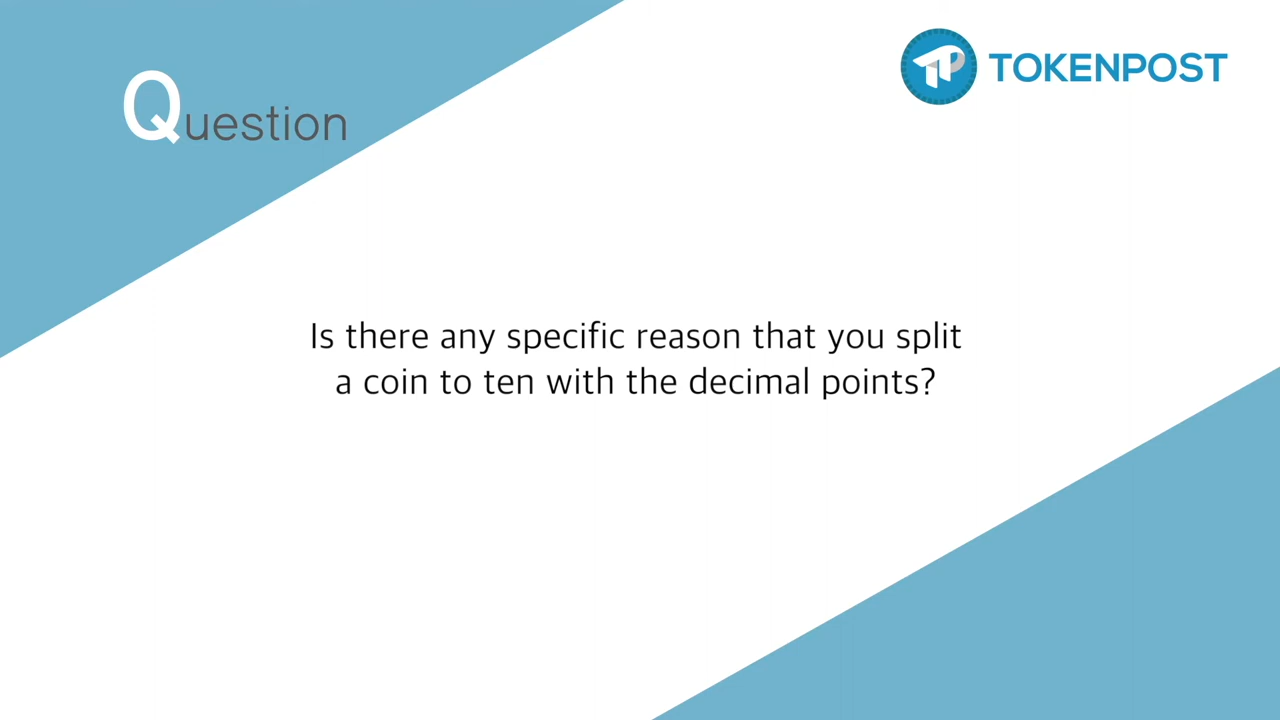 Question
TOKENPOST
Is there any specific reason that you split
a coin to ten with the decimal points?